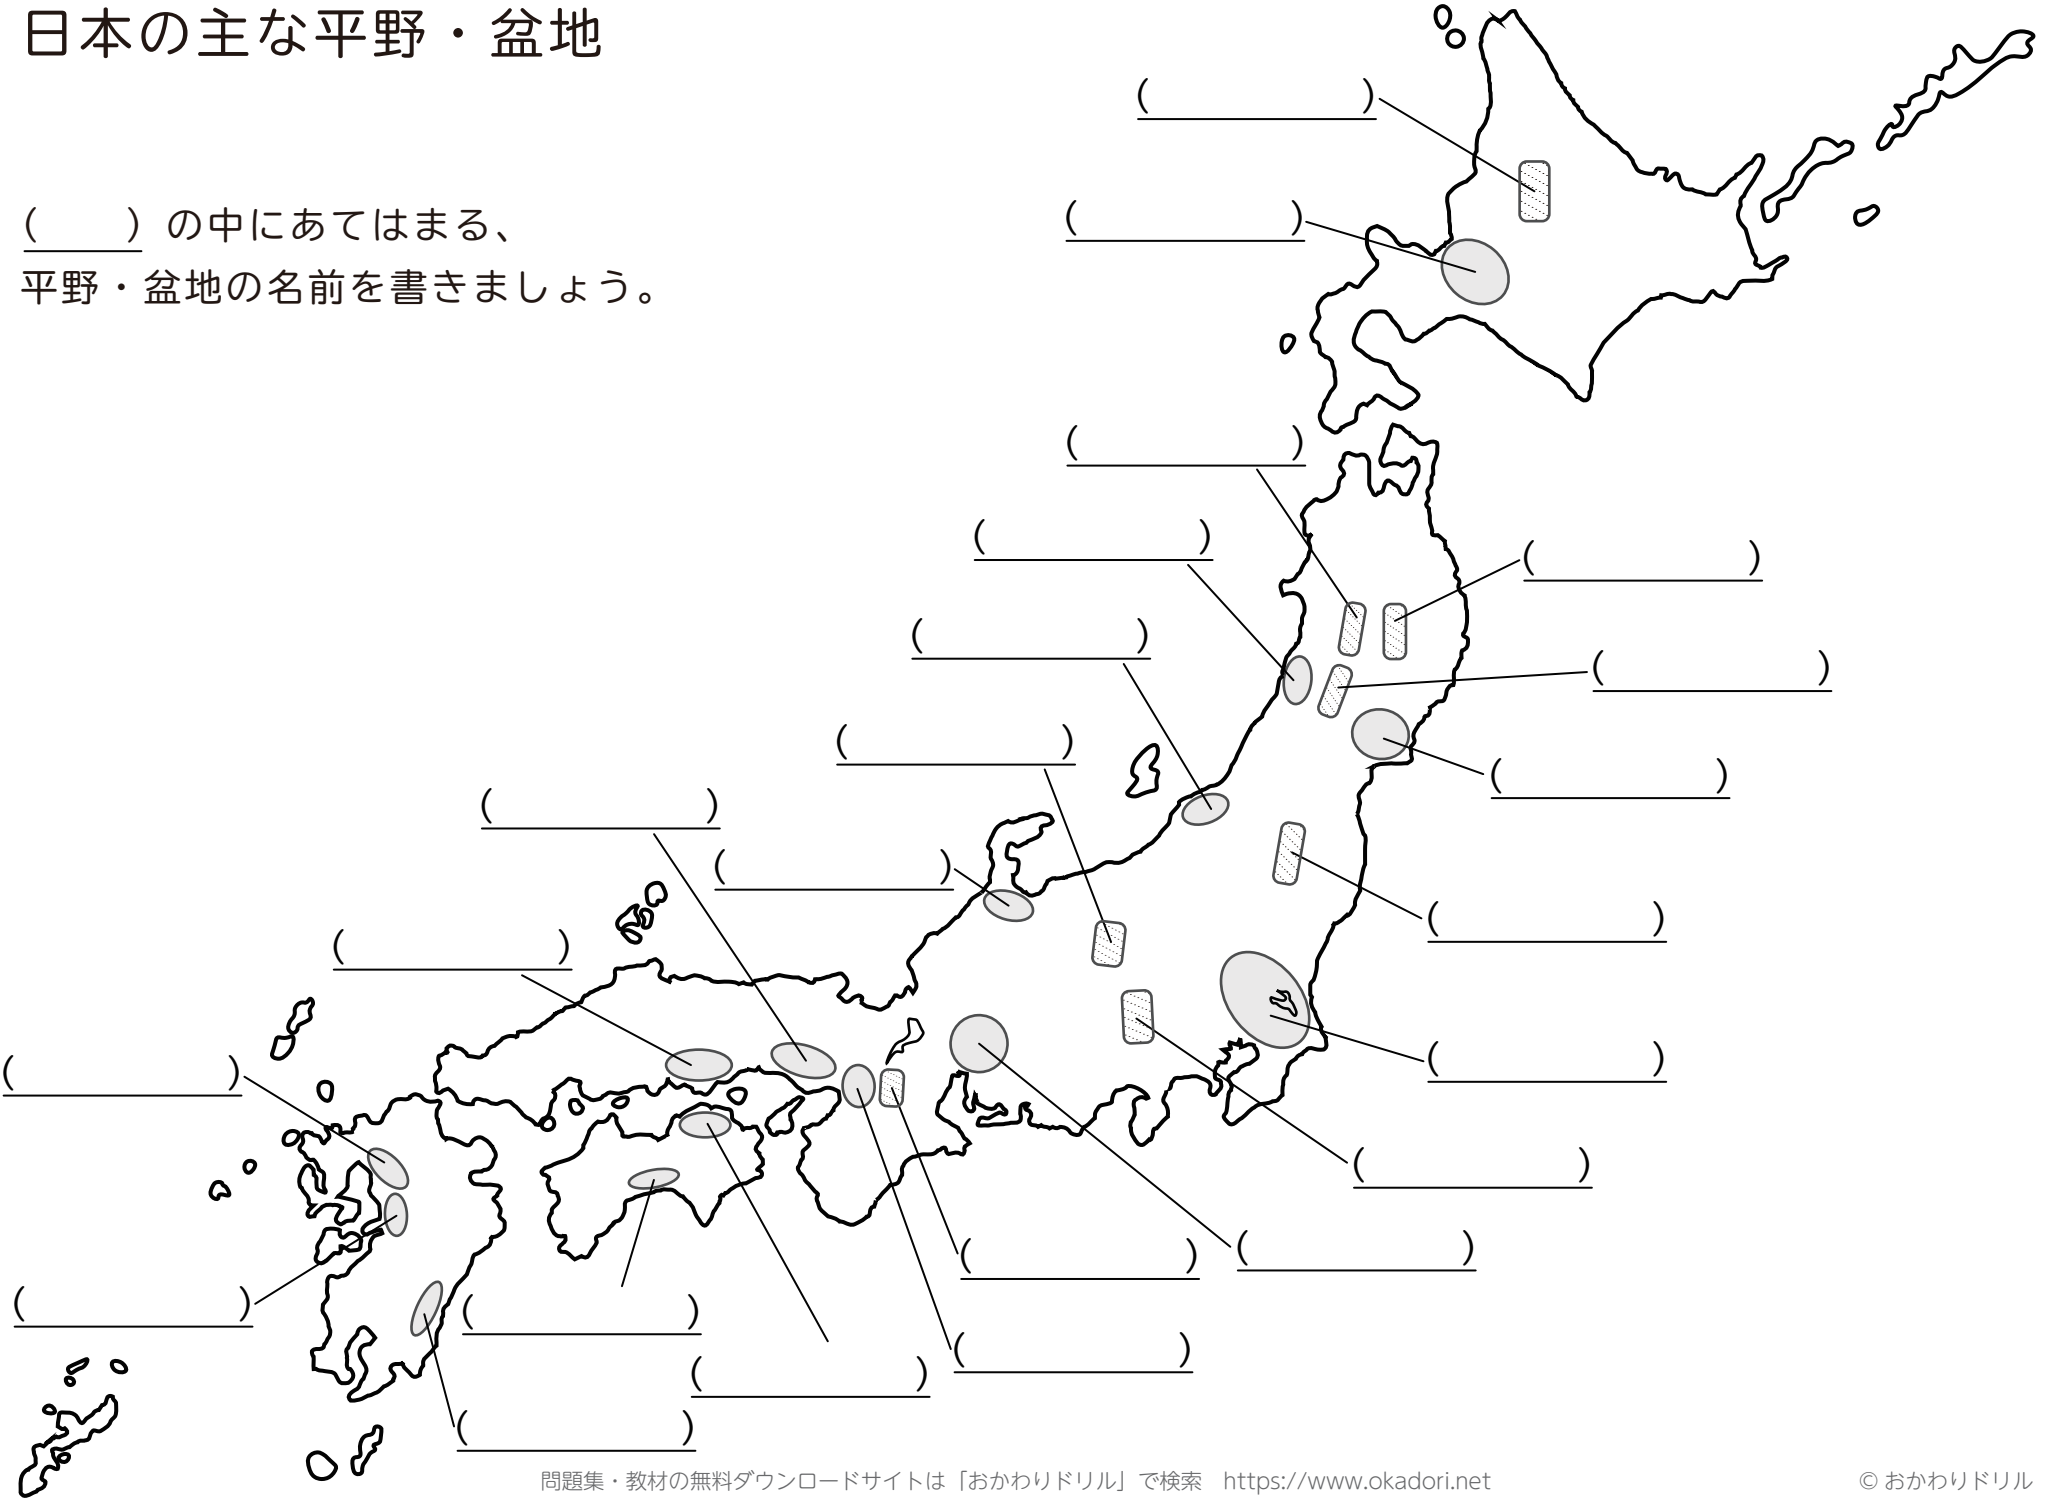 日本の主な平野・盆地
(　　) の中にあてはまる、
平野・盆地の名前を書きましょう。
問題集・教材の無料ダウンロードサイトは「おかわりドリル」で検索　https://www.okadori.net
© おかわりドリル